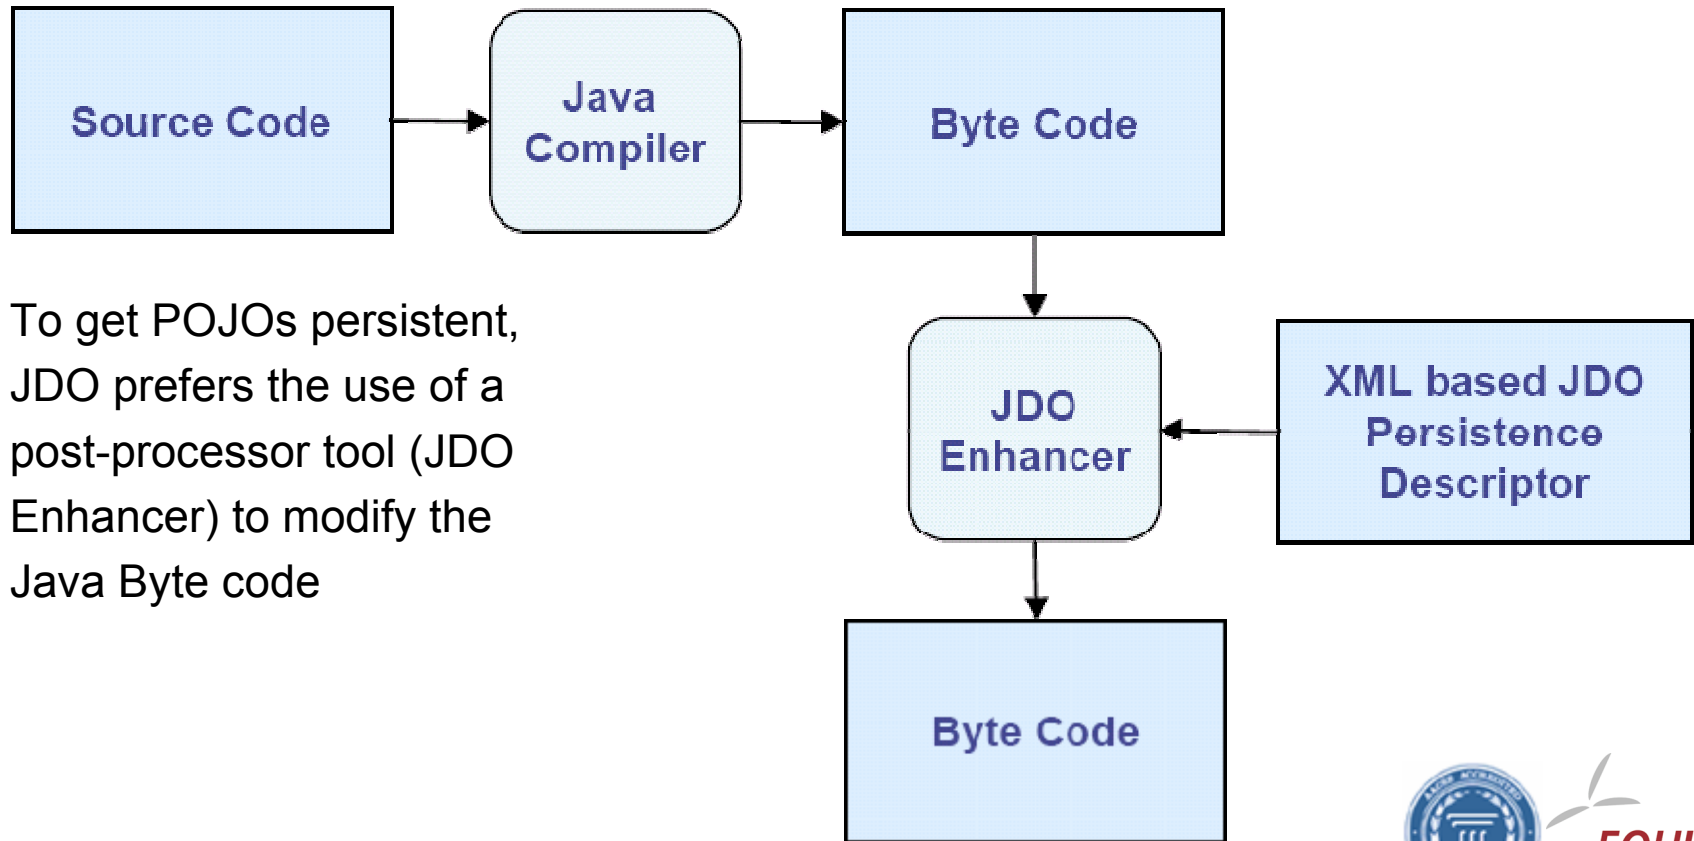 Source Code
Java
Compiler
Byte Code
To get POJOs persistent,
JDO prefers the use of a
post-processor tool (JDO
Enhancer) to modify the
Java Byte code
JDO
Enhancer
XML based JDO
Persistence
Descriptor
Byte Code
ACCREDITED